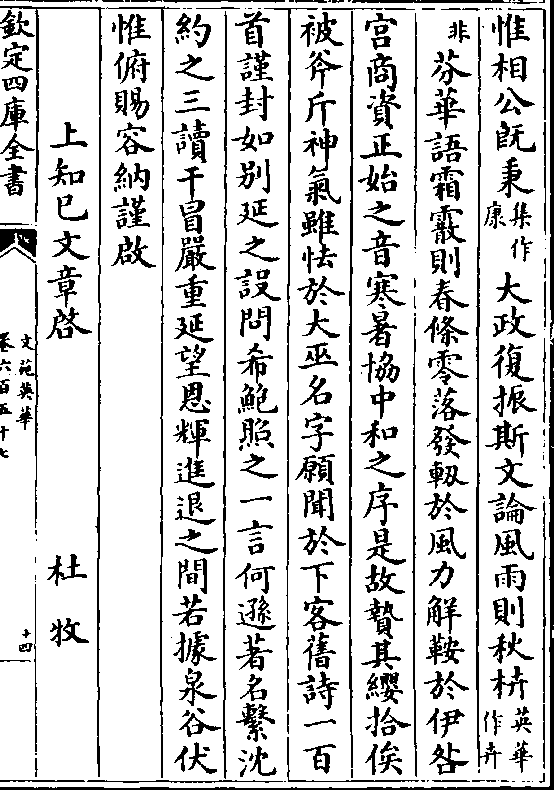 惟相公既秉集作康大政復振斯文論風雨則秋枿英華作卉
非芬華語霜霰則春條零落發軔於風力解鞍於伊咎
宫商資正始之音寒暑協中和之序是故贄其纓拾俟
被斧斤神氣雖怯於大巫名字願聞於下客舊詩一百
首謹封如别延之設問希鮑照之一言何遜著名繫沈
約之三讀干冒嚴重延望恩輝進退之間若據泉谷伏
惟俯賜容納謹啟
上知已文章啓 杜牧
欽定四庫全書
文苑英華
卷六百五十七
十四